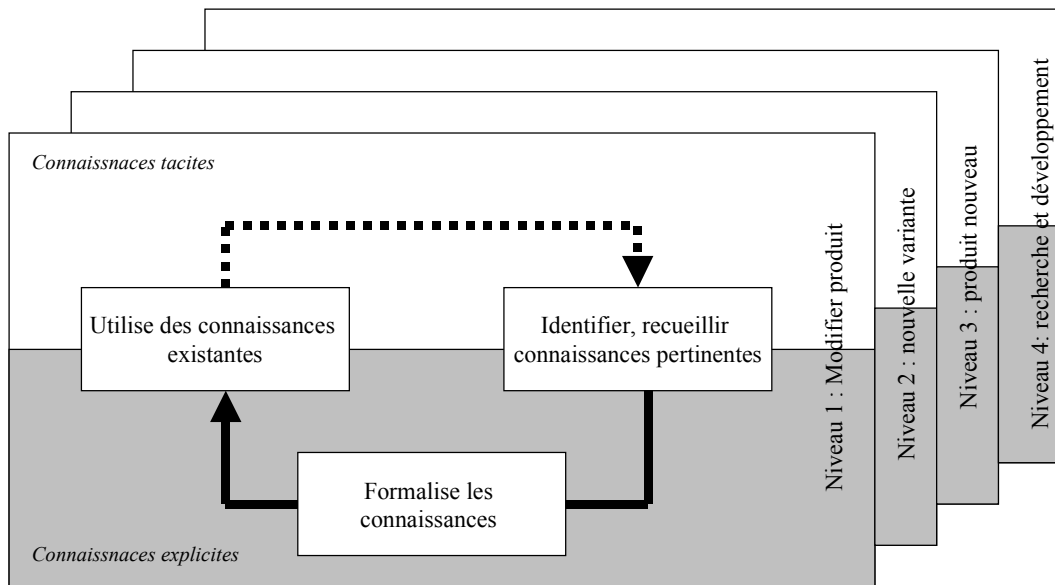 Connaissnaces tacites
Utilise des connaissances
existantes
Identifier, recueillir
connaissances pertinentes
Formalise les
connaissances
Connaissnaces explicites
Niveau 1 : Modifier produit
Niveau 2 : nouvelle variante
Niveau 3 : produit nouveau
Niveau 4: recherche et développement